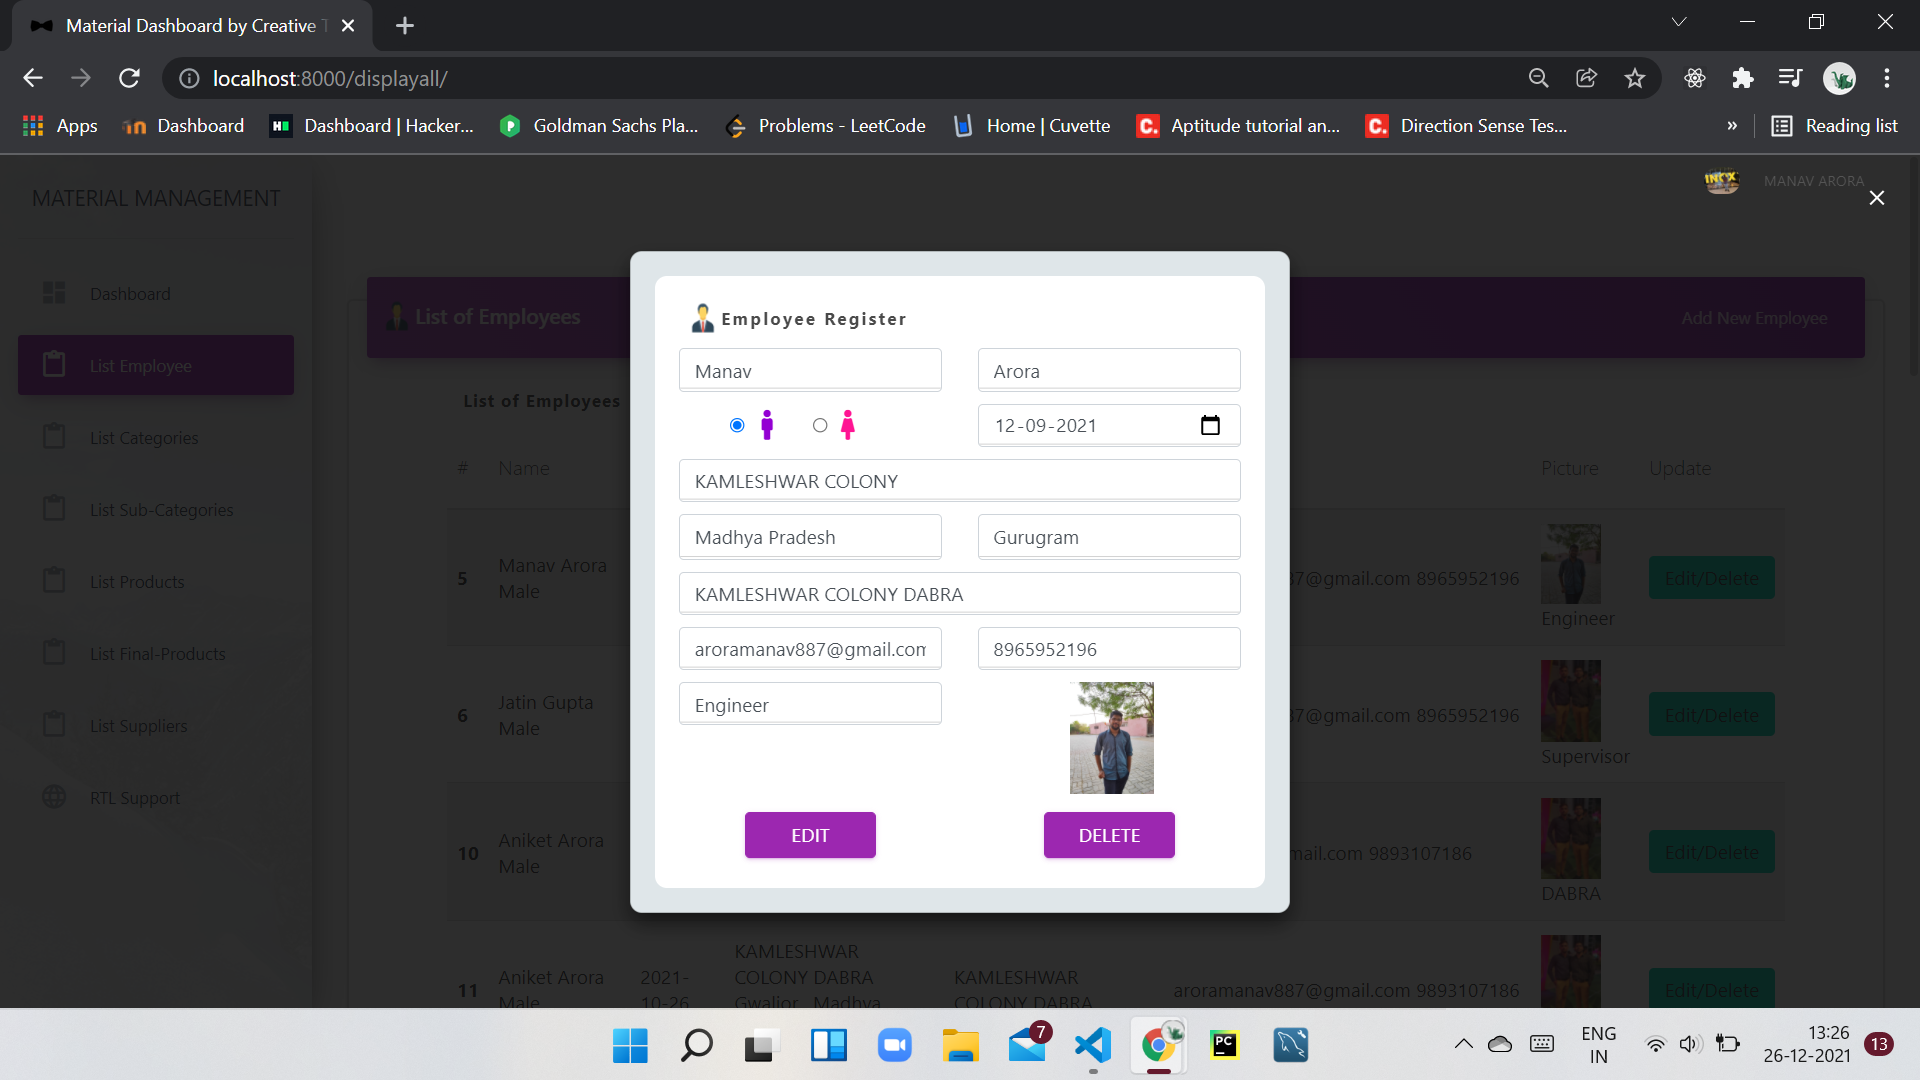 Material Dashboard by Creative T
localhost:8000/displayall/
Apps
Dashboard
Dashboard | Hacker...
Goldman Sachs Pla...
Problems - LeetCode
Home | Cuvette
Aptitude tutorial an...
Direction Sense Tes...
»
Reading list
MATERIAL MANAGEMENT
INOX
MANAV ARORA
Dashboard
List Employee
List Categories
List Sub-Categories
List Products
List Final-Products
List Suppliers
RTL Support
List of Employees
Add New Employee
List of Employees
# Name Picture Update
5 Manav Arora
Male
87@gmail.com 8965952196
Engineer
Edit/Delete
6 Jatin Gupta
Male
87@gmail.com 8965952196
Supervisor
Edit/Delete
10 Aniket Arora
Male
mail.com 9893107186
DABRA
Edit/Delete
11 Aniket Arora
Male
2021-
10-26
KAMLESHWAR
COLONY DABRA
Gwalior, Madhya
KAMLESHWAR
COLONY DABRA
aroramanav887@gmail.com 9893107186
Edit/Delete
Employee Register
Manav
Arora
12-09-2021
KAMLESHWAR COLONY
Madhya Pradesh
Gurugram
KAMLESHWAR COLONY DABRA
aroramanav887@gmail.com
8965952196
Engineer
EDIT
DELETE
7
PC
ENG
IN
13:26
26-12-2021
13